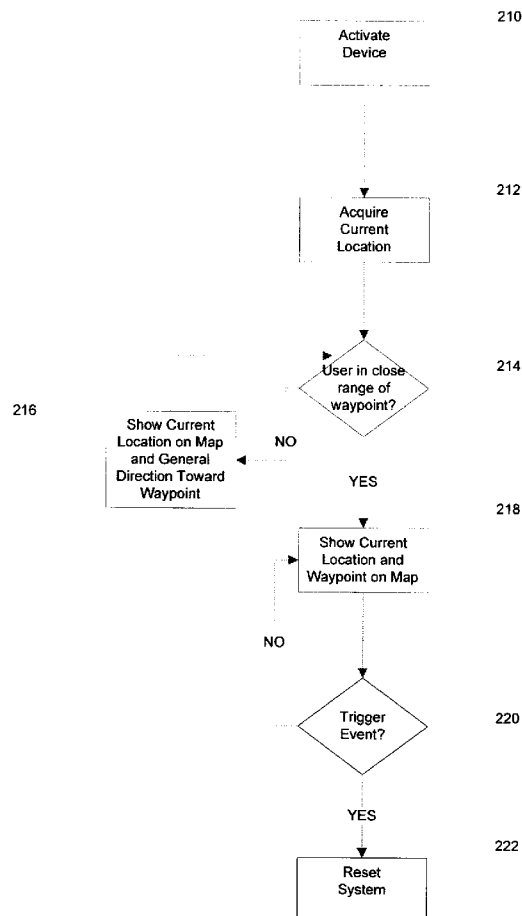 210
Activate
Device
212
Acquire
Current
Location
214
User in close
range of
waypoint?
216
Show Current
Location on Map
and General
Direction Toward
Waypoint
NO
YES
218
Show Current
Location and
Waypoint on Map
NO
220
Trigger
Event?
YES
222
Reset
System